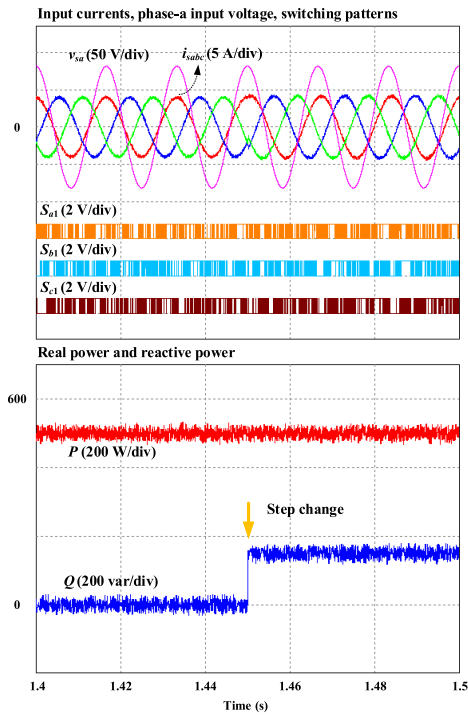 Input currents, phase-a input voltage, switching patterns
vsa (50 V/div) isabc (5 A/div)
0
Sa1 (2 V/div)
Sb1 (2 V/div)
Sc1 (2 V/div)
Real power and reactive power
600
P (200 W/div)
Step change
Q (200 var/div)
0
1.4 1.42 1.44 1.46 1.48 1.5
Time (s)